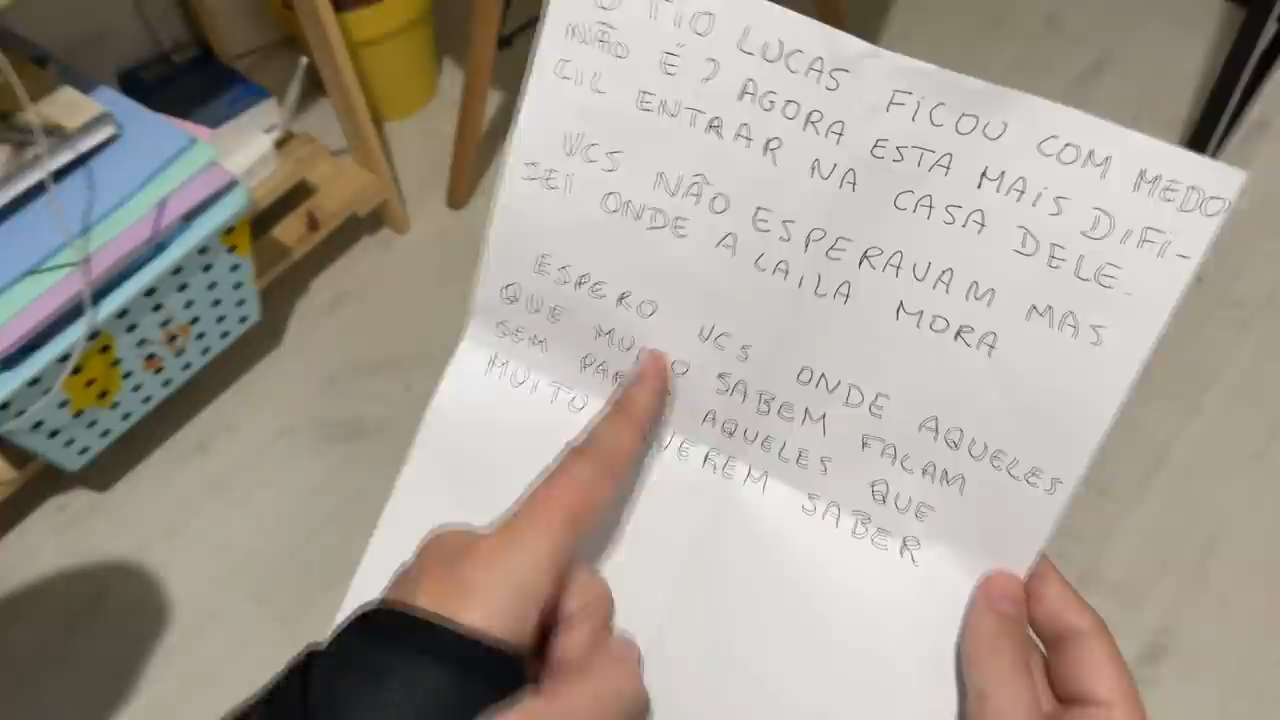 O TIO LUCAS FICOU COM MEDO
NÃO É? AGORA ESTA MAIS DIFI-
CIL ENTRAR NA CASA DELE.
VCS NÃO ESPERAVAM MAS
SEI ONDE A LAILA MORA
ESPERO VCS ONDE AQUELES
QUE SABEM FALAM
SEM AQUELES QUE
MUITO QUEREM SABER